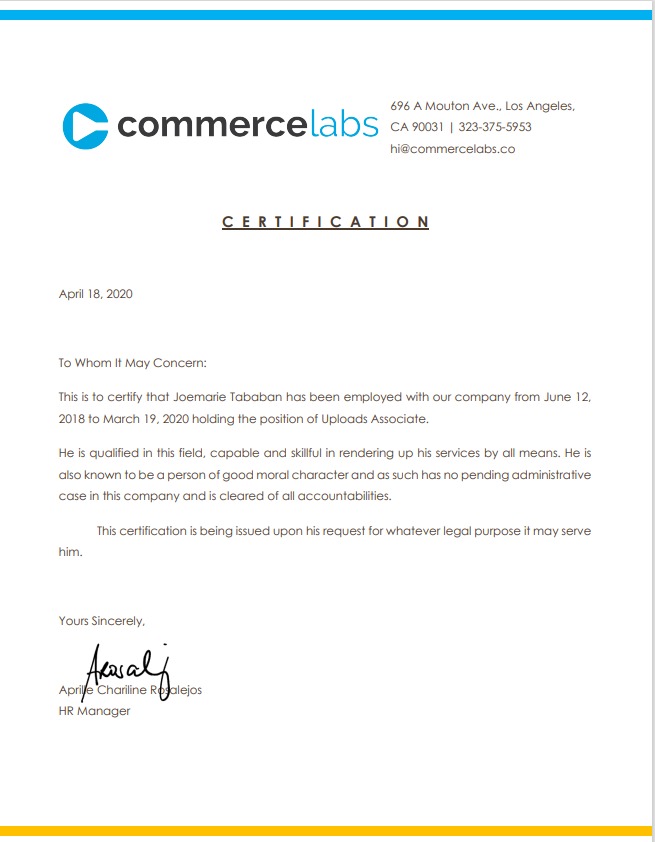 commercelabs
696 A Mouton Ave., Los Angeles,
CA 90031 | 323-375-5953
hi@commercelabs.co
CERTIFICATION
April 18, 2020
To Whom It May Concern:
This is to certify that Joemarie Tababan has been employed with our company from June 12,
2018 to March 19, 2020 holding the position of Uploads Associate.
He is qualified in this field, capable and skillful in rendering up his services by all means. He is
also known to be a person of good moral character and as such has no pending administrative
case in this company and is cleared of all accountabilities.
This certification is being issued upon his request for whatever legal purpose it may serve
him.
Yours Sincerely,
Aprille Chariline Rosalejos
HR Manager